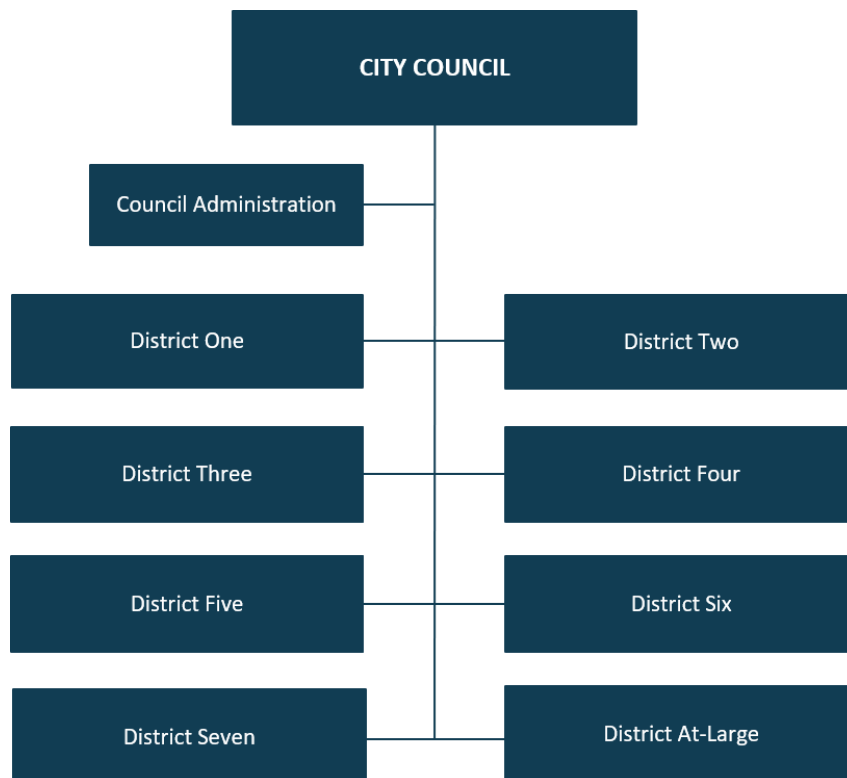 CITY COUNCIL
Council Administration
District One
District Two
District Three
District Four
District Five
District Six
District Seven
District At-Large